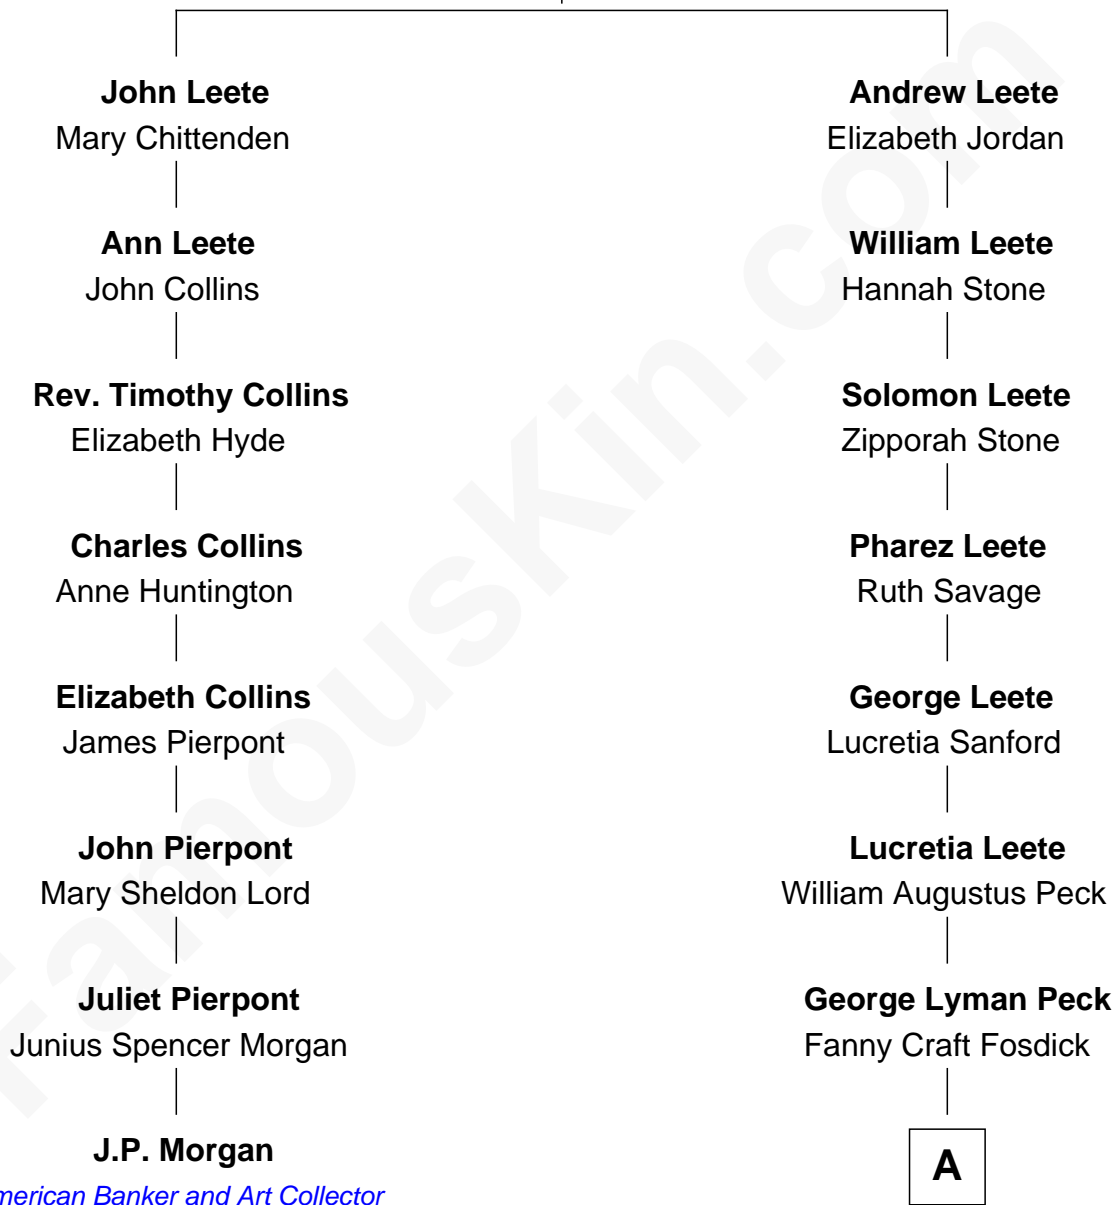 John Leete
Mary Chittenden
Ann Leete
John Collins
Rev. Timothy Collins
Elizabeth Hyde
Charles Collins
Anne Huntington
Elizabeth Collins
James Pierpont
John Pierpont
Mary Sheldon Lord
Juliet Pierpont
Junius Spencer Morgan
J.P. Morgan
merican Banker and Art Collector
Andrew Leete
Elizabeth Jordan
William Leete
Hannah Stone
Solomon Leete
Zipporah Stone
Pharez Leete
Ruth Savage
George Leete
Lucretia Sanford
Lucretia Leete
William Augustus Peck
George Lyman Peck
Fanny Craft Fosdick
A
FamousKin.com